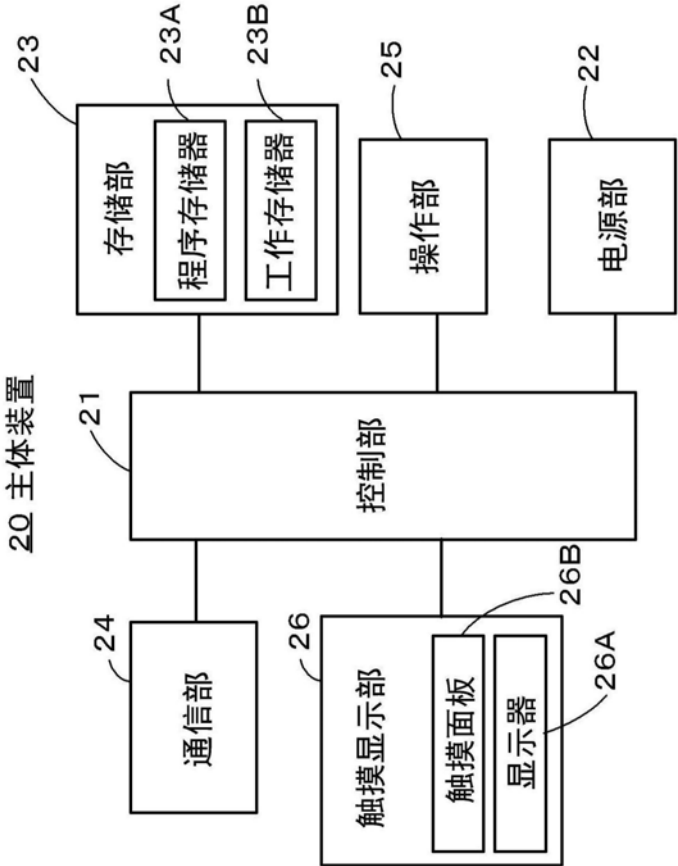 20 主体装置
24
通信部
21
控制部
23
存储部
23A
程序存储器
23B
工作存储器
26
触摸显示部
26B
触摸面板
显示器
26A
25
操作部
22
电源部